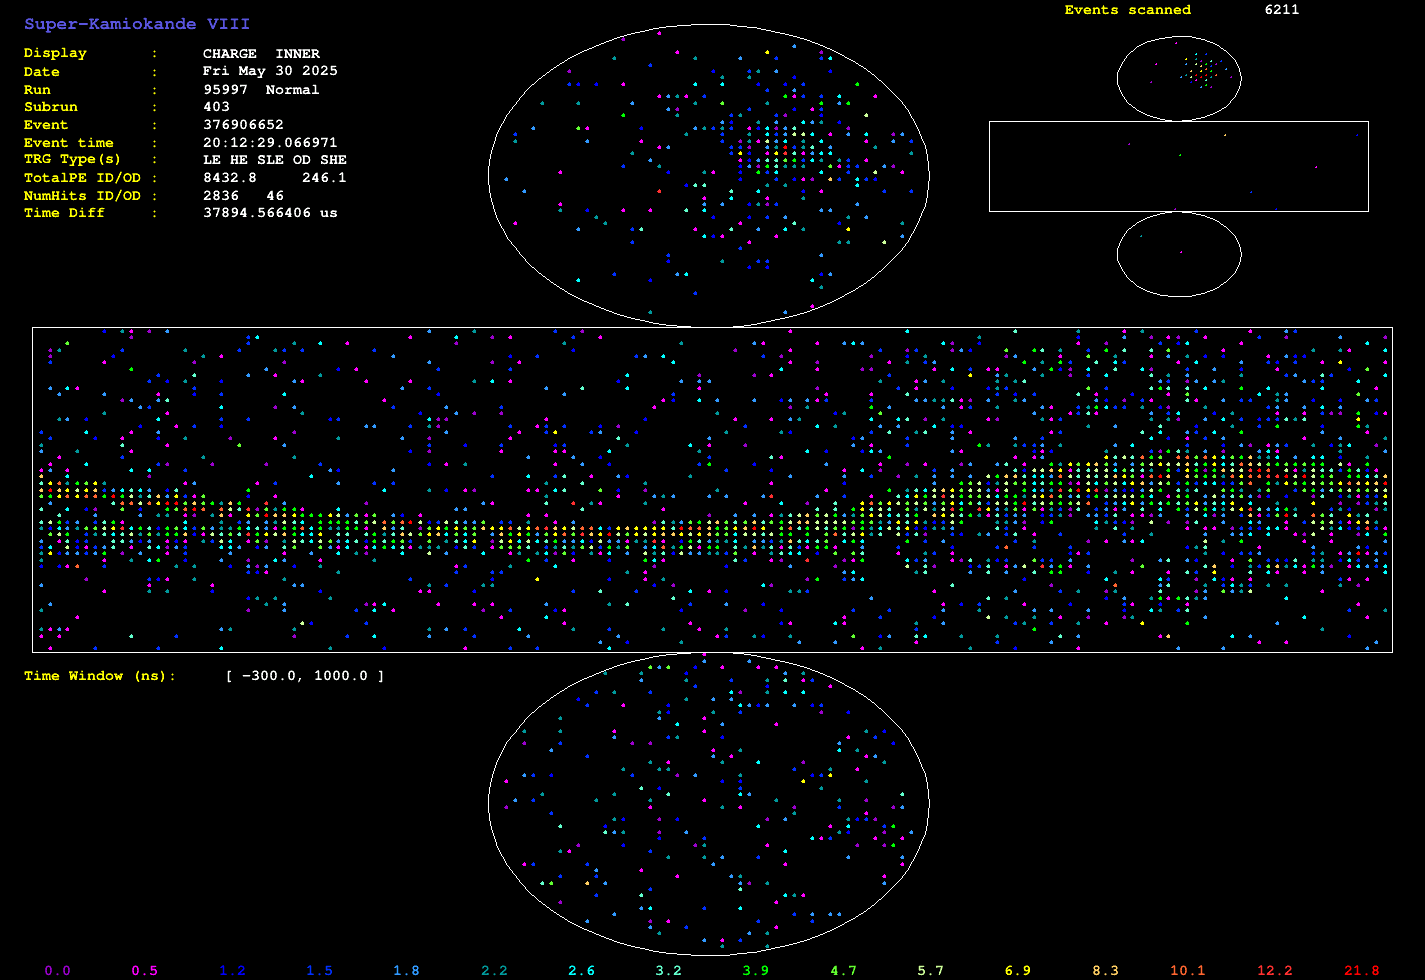 Super-Kamiokande VIII
Events scanned 6211
Display : CHARGE INNER
Date : Fri May 30 2025
Run : 95997 Normal
Subrun : 403
Event : 376906652
Event time : 20:12:29.066971
TRG Type(s) : LE HE SLE OD SHE
TotalPE ID/OD : 8432.8 246.1
NumHits ID/OD : 2836 46
Time Diff : 37894.566406 us
Time Window (ns): [ -300.0, 1000.0 ]
0.0 0.5 1.2 1.5 1.8 2.2 2.6 3.2 3.9 4.7 5.7 6.9 8.3 10.1 12.2 21.8